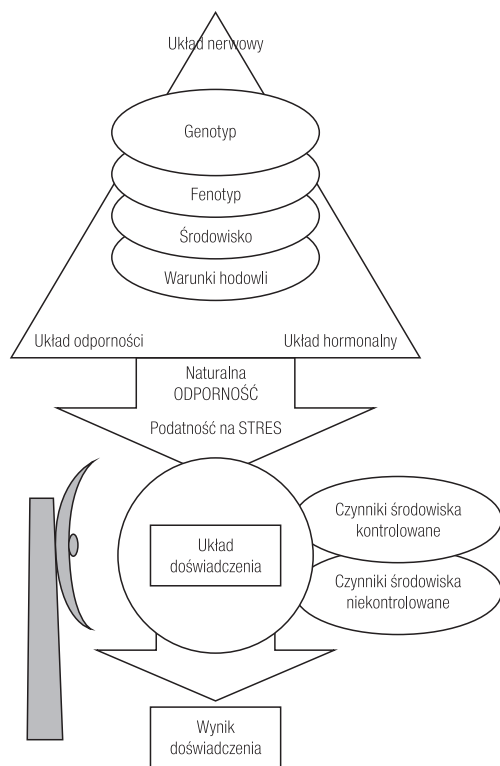 Układ nerwowy
Genotyp
Fenotyp
Środowisko
Warunki hodowli
Układ odporności
Układ hormonalny
Naturalna
ODPORNOŚĆ
Podatność na STRES
Układ
doświadczenia
Czynniki środowiska
kontrolowane
Czynniki środowiska
niekontrolowane
Wynik
doświadczenia